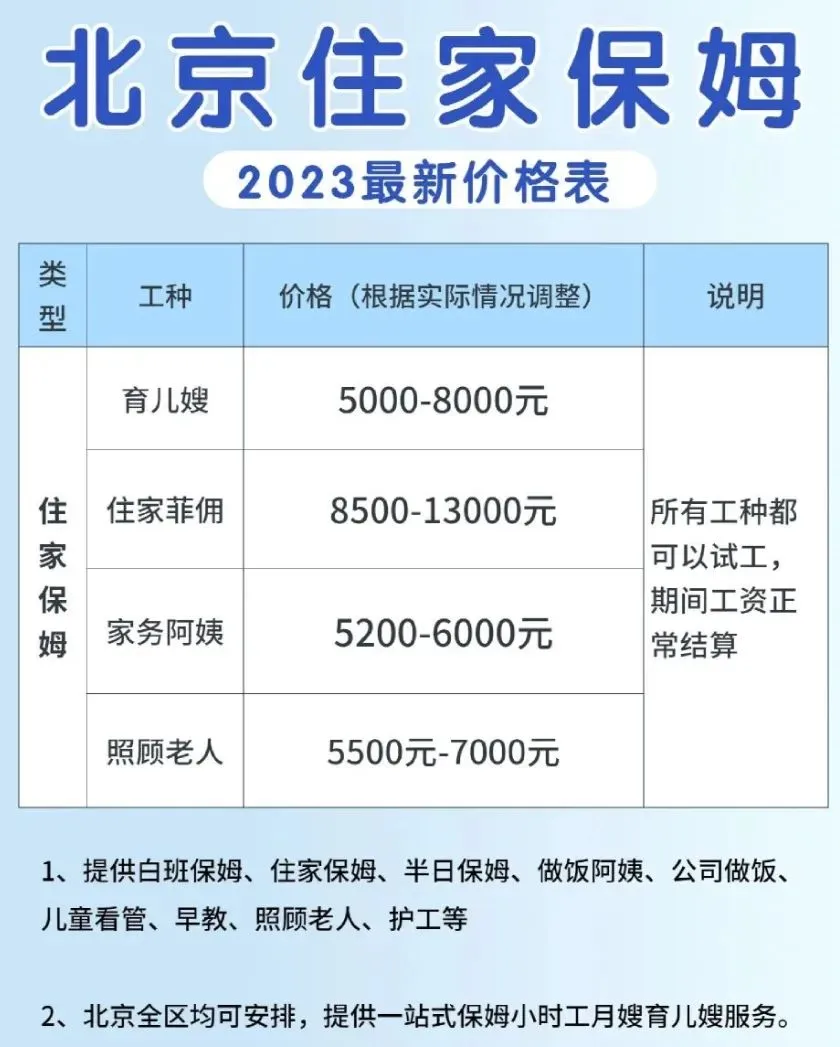 北京住家保姆
2023最新价格表
类型
工种
价格（根据实际情况调整）
说明
住家保姆
育儿嫂
5000-8000元
住家菲佣
8500-13000元
家务阿姨
5200-6000元
照顾老人
5500元-7000元
所有工种都
可以试工，
期间工资正
常结算
1、提供白班保姆、住家保姆、半日保姆、做饭阿姨、公司做饭、
儿童看管、早教、照顾老人、护工等
2、北京全区均可安排，提供一站式保姆小时工月嫂育儿嫂服务。